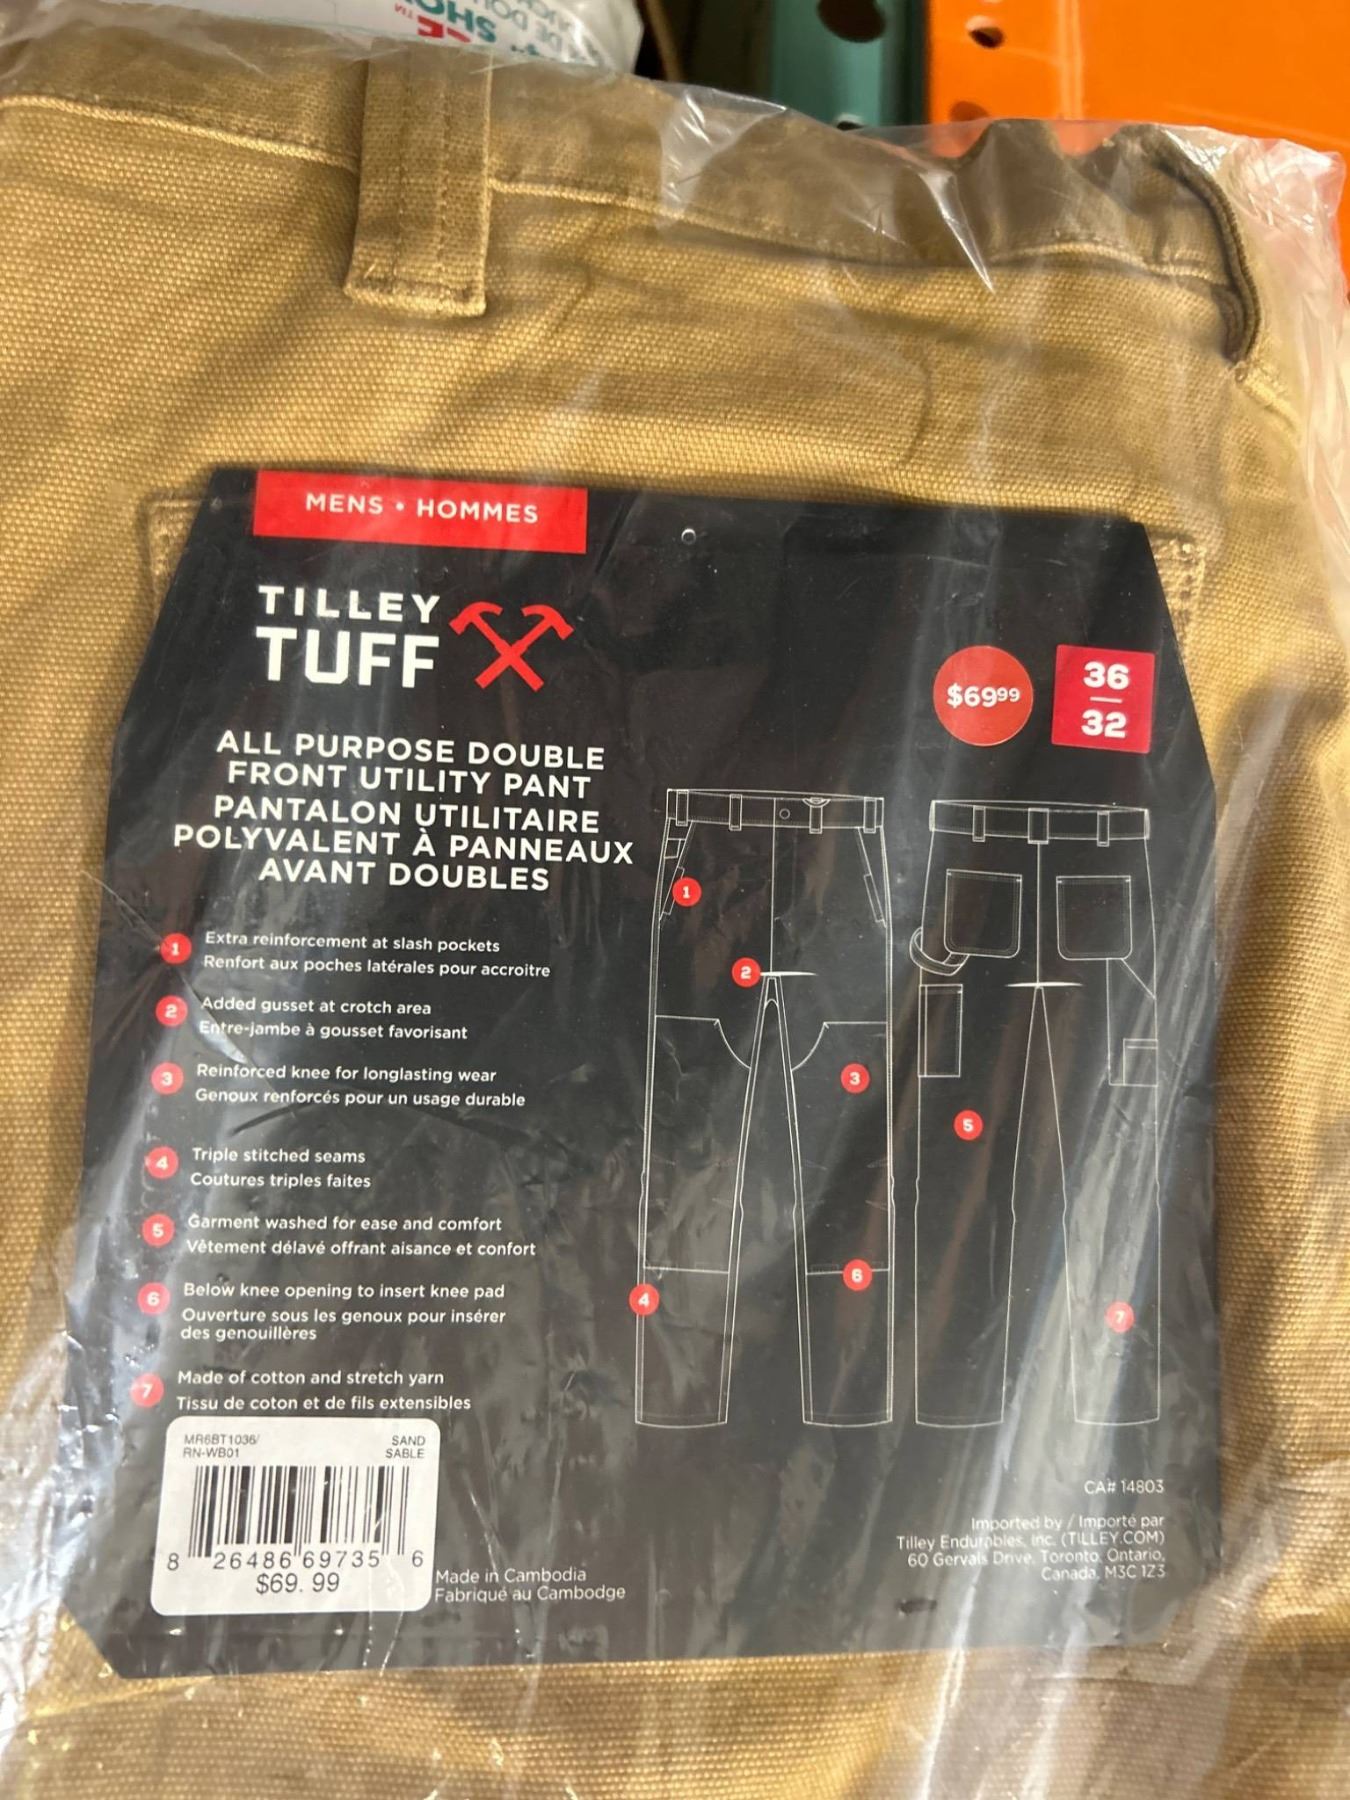 MENS • HOMMES
TILLEY
TUFF
$69.99
36
32
ALL PURPOSE DOUBLE
FRONT UTILITY PANT
PANTALON UTILITAIRE
POLYVALENT À PANNEAUX
AVANT DOUBLES
1
Extra reinforcement at slash pockets
Renfort aux poches latérales pour accroitre
2
Added gusset at crotch area
Entre-jambe à gousset favorisant
3
Reinforced knee for longlasting wear
Genoux renforcés pour un usage durable
4
Triple stitched seams
Coutures triples faites
5
Garment washed for ease and comfort
Vêtement délavé offrant aisance et confort
6
Below knee opening to insert knee pad
Ouverture sous les genoux pour insérer
des genouillères
7
Made of cotton and stretch yarn
Tissu de coton et de fils extensibles
1
2
3
4
5
6
7
MR6BT1036/ SAND
RN-WB01 SABLE
8 26486 69735 6
$69.99
Made in Cambodia
Fabriqué au Cambodge
CA# 14803
Imported by / Importé par
Tilley Endurables, Inc. (TILLEY.COM)
60 Gervais Drive, Toronto, Ontario,
Canada, M3C 1Z3